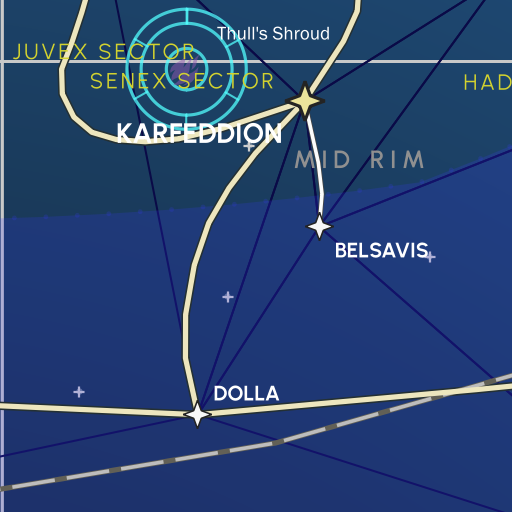 Thull's Shroud
JUVEX SECTOR
SENEX SECTOR
HAD
KARFEDDION
MID RIM
BELSAVIS
DOLLA